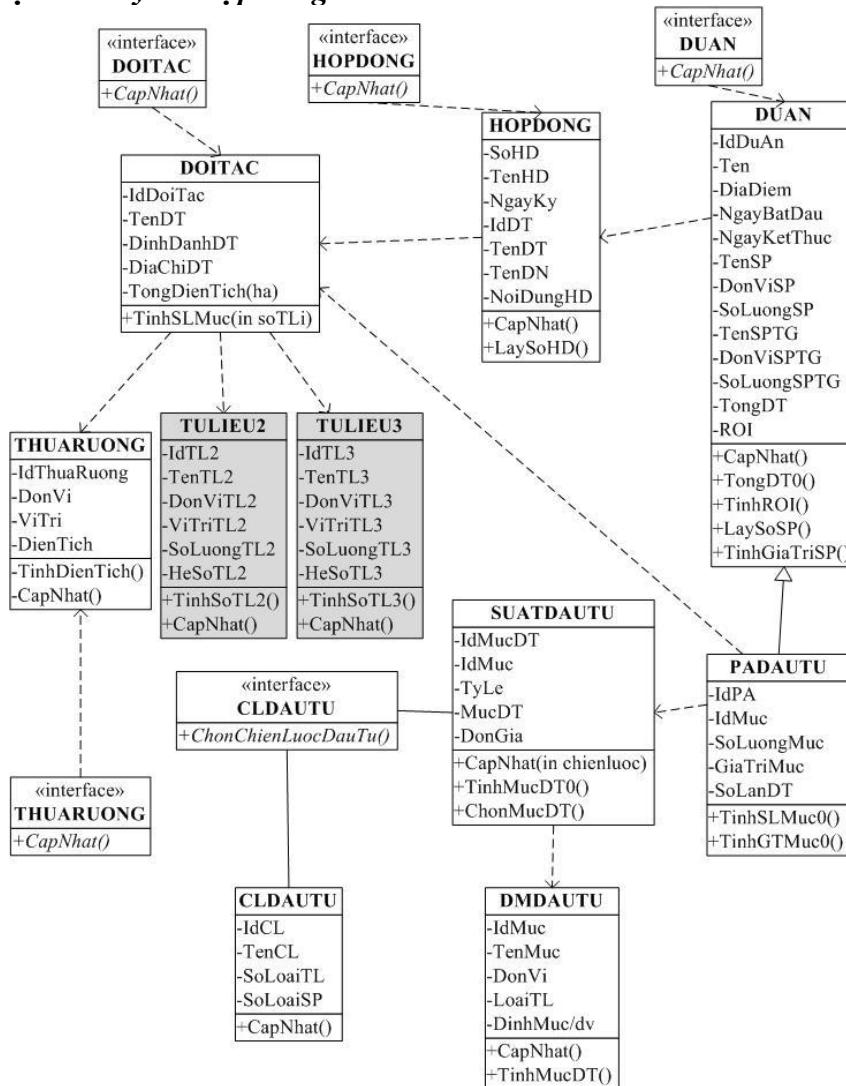 «interface»
DOITAC
+CapNhat()
«interface»
HOPDONG
+CapNhat()
«interface»
DUAN
+CapNhat()
DOITAC
-IdDoiTac
-TenDT
-DinhDanhDT
-DiaChiDT
-TongDienTich(ha)
+TinhSLMuc(in soTLi)
HOPDONG
-SoHD
-TenHD
-NgayKy
-IdDT
-TenDT
-TenDN
-NoiDungHD
+CapNhat()
+LaySoHD()
DUAN
-IdDuAn
-Ten
-DiaDiem
-NgayBatDau
-NgayKetThuc
-TenSP
-DonViSP
-SoLuongSP
-TenSPTG
-DonViSPTG
-SoLuongSPTG
-TongDT
-ROI
+CapNhat()
+TongDT0()
+TinhROI()
+LaySoSP()
+TinhGiaTriSP()
THUARUONG
-IdThuaRuong
-DonVi
-ViTri
-DienTich
-TinhDienTich()
-CapNhat()
TULIEU2
-IdTL2
-TenTL2
-DonViTL2
-ViTriTL2
-SoLuongTL2
-HeSoTL2
+TinhSoTL2()
+CapNhat()
TULIEU3
-IdTL3
-TenTL3
-DonViTL3
-ViTriTL3
-SoLuongTL3
-HeSoTL3
+TinhSoTL3()
+CapNhat()
SUATDAUTU
-IdMucDT
-IdMuc
-TyLe
-MucDT
-DonGia
+CapNhat(in chienluoc)
+TinhMucDT0()
+ChonMucDT()
PADAUTU
-IdPA
-IdMuc
-SoLuongMuc
-GiaTriMuc
-SoLanDT
+TinhSLMuc0()
+TinhGTMuc0()
«interface»
CLDAUTU
+ChonChienLuocDauTu()
«interface»
THUARUONG
+CapNhat()
CLDAUTU
-IdCL
-TenCL
-SoLoaiTL
-SoLoaiSP
+CapNhat()
DMDAUTU
-IdMuc
-TenMuc
-DonVi
-LoaiTL
-DinhMuc/dv
+CapNhat()
+TinhMucDT()